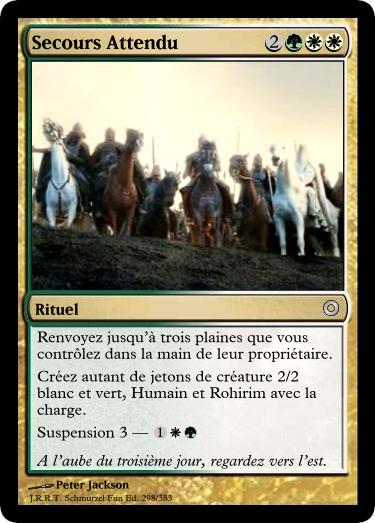 Secours Attendu 2
Rituel
Renvoyez jusqu'à trois plaines que vous
contrôlez dans la main de leur propriétaire.
Créez autant de jetons de créature 2/2
blanc et vert, Humain et Rohirim avec la
charge.
Suspension 3 — 1
A l'aube du troisième jour, regardez vers l'est.
Peter Jackson
J.R.R.T. Schmurzel Fun Ed. 298/383